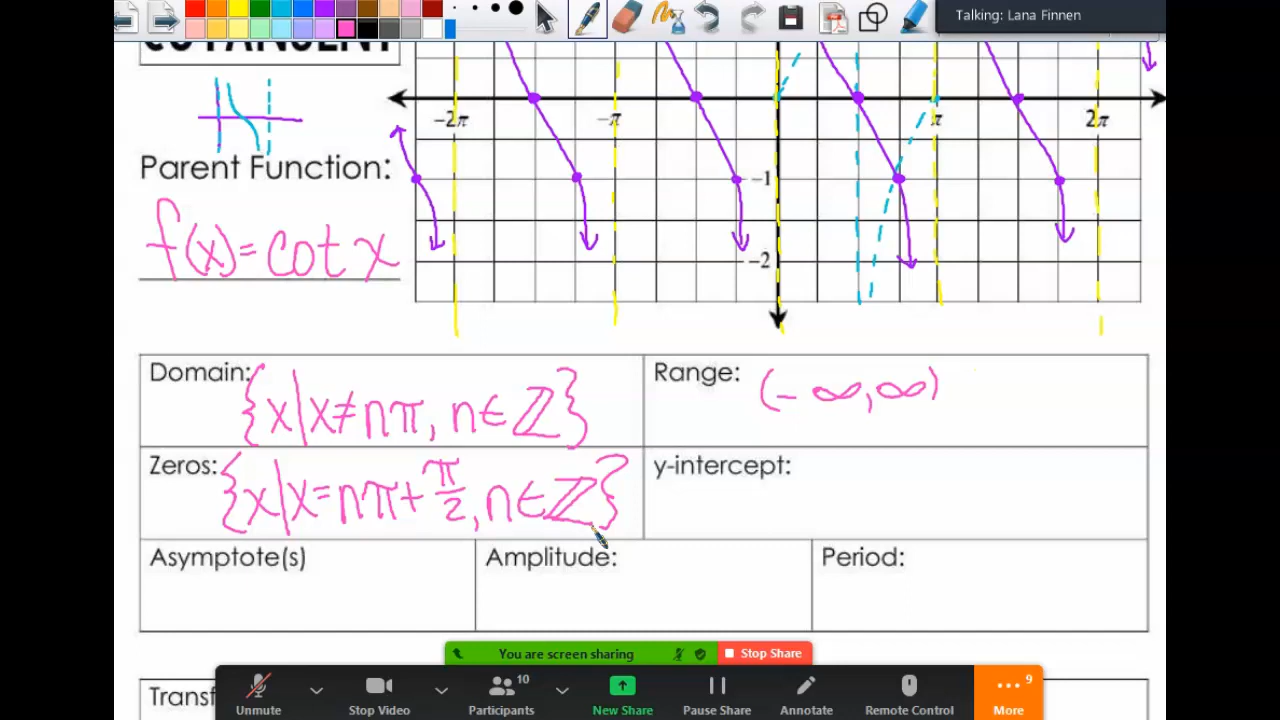 Talking: Lana Finnen
COTANGENT
-2π
-π
π
2π
-1
-2
Parent Function:
f(x)=cot x
Domain: {x|x≠nπ, n∈ℤ}
Range: (-∞,∞)
Zeros: {x|x=nπ+π/2, n∈ℤ}
y-intercept:
Asymptote(s)
Amplitude:
Period:
You are screen sharing
Stop Share
Transf
10
9
Unmute
Stop Video
Participants
New Share
Pause Share
Annotate
Remote Control
More